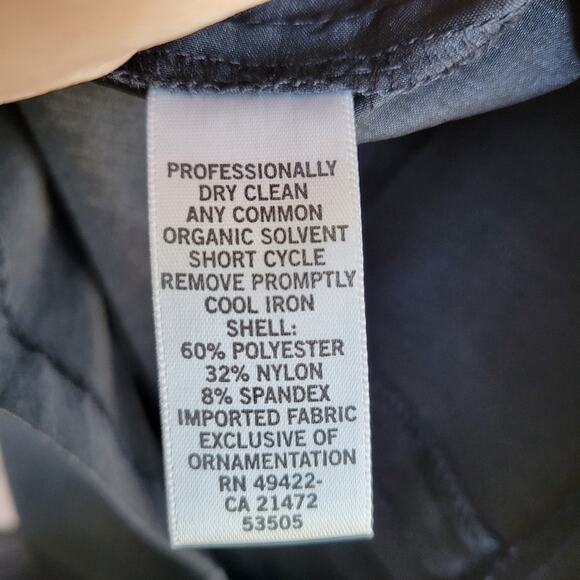 PROFESSIONALLY
DRY CLEAN
ANY COMMON
ORGANIC SOLVENT
SHORT CYCLE
REMOVE PROMPTLY
COOL IRON
SHELL:
60% POLYESTER
32% NYLON
8% SPANDEX
IMPORTED FABRIC
EXCLUSIVE OF
ORNAMENTATION
RN 49422-
CA 21472
53505